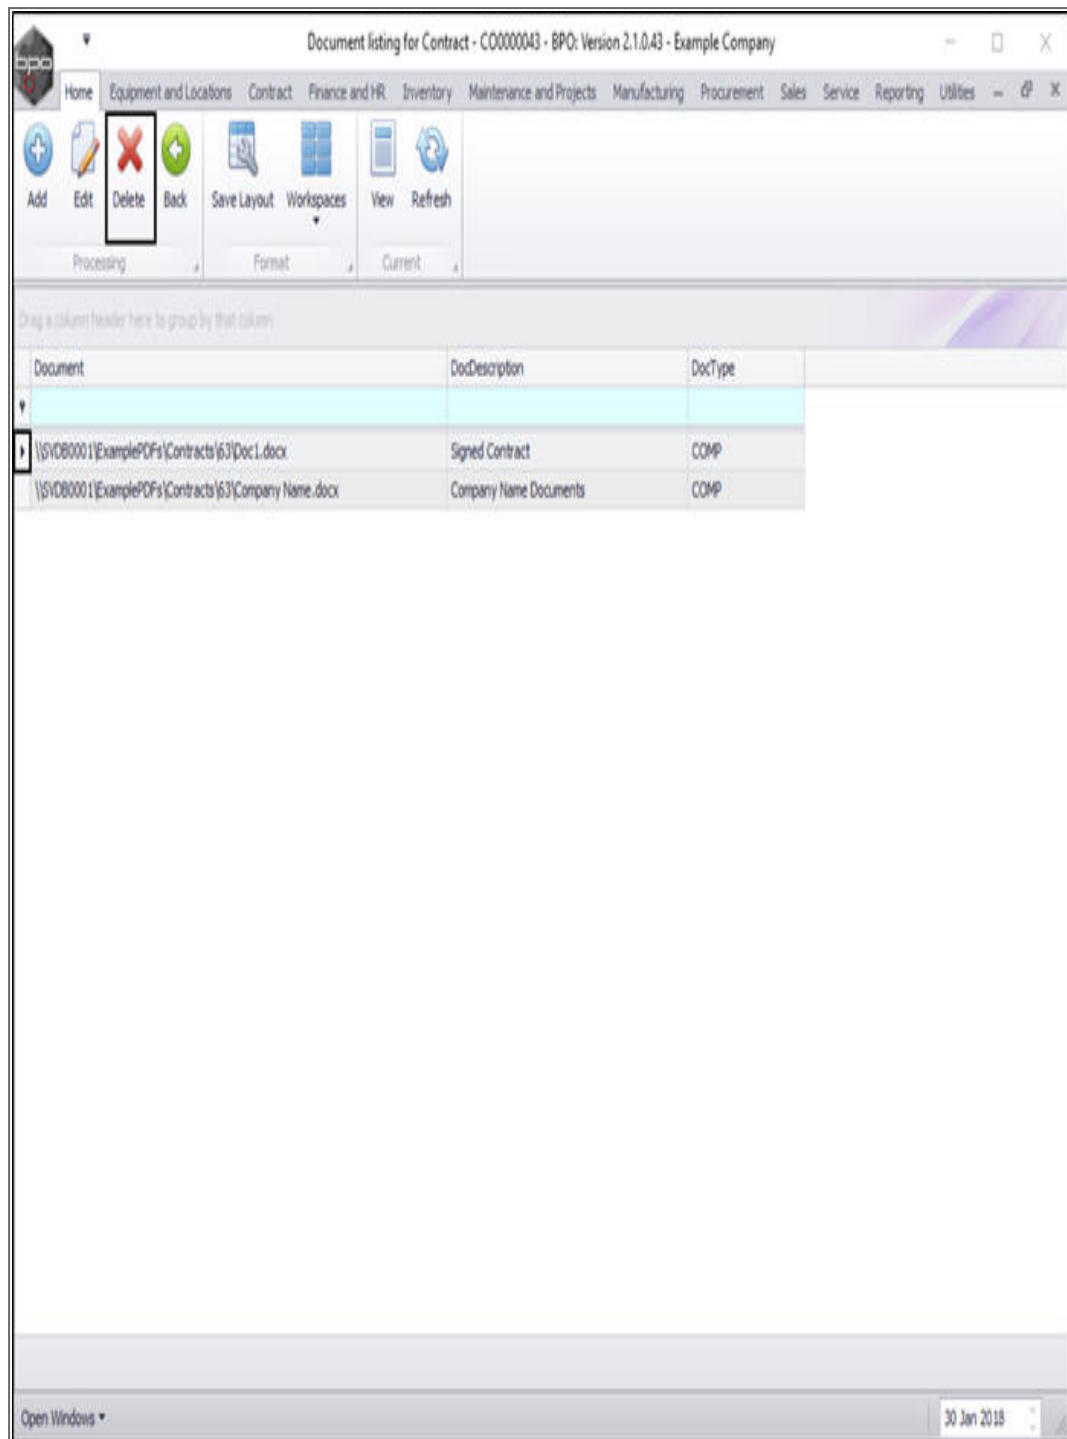 Document listing for Contract - CO0000043 - BPO: Version 2.1.0.43 - Example Company
bpo
Home Equipment and Locations Contract Finance and HR Inventory Maintenance and Projects Manufacturing Procurement Sales Service Reporting Utilities
Add Edit Delete Back Save Layout Workspaces View Refresh
Processing Format Current
Drag a column header here to group by that column
Document DocDescription DocType
\\SVDB0001\ExamplePDFs\Contracts\63\Doc1.docx Signed Contract COMP
\\SVDB0001\ExamplePDFs\Contracts\63\Company Name.docx Company Name Documents COMP
Open Windows 30 Jan 2018